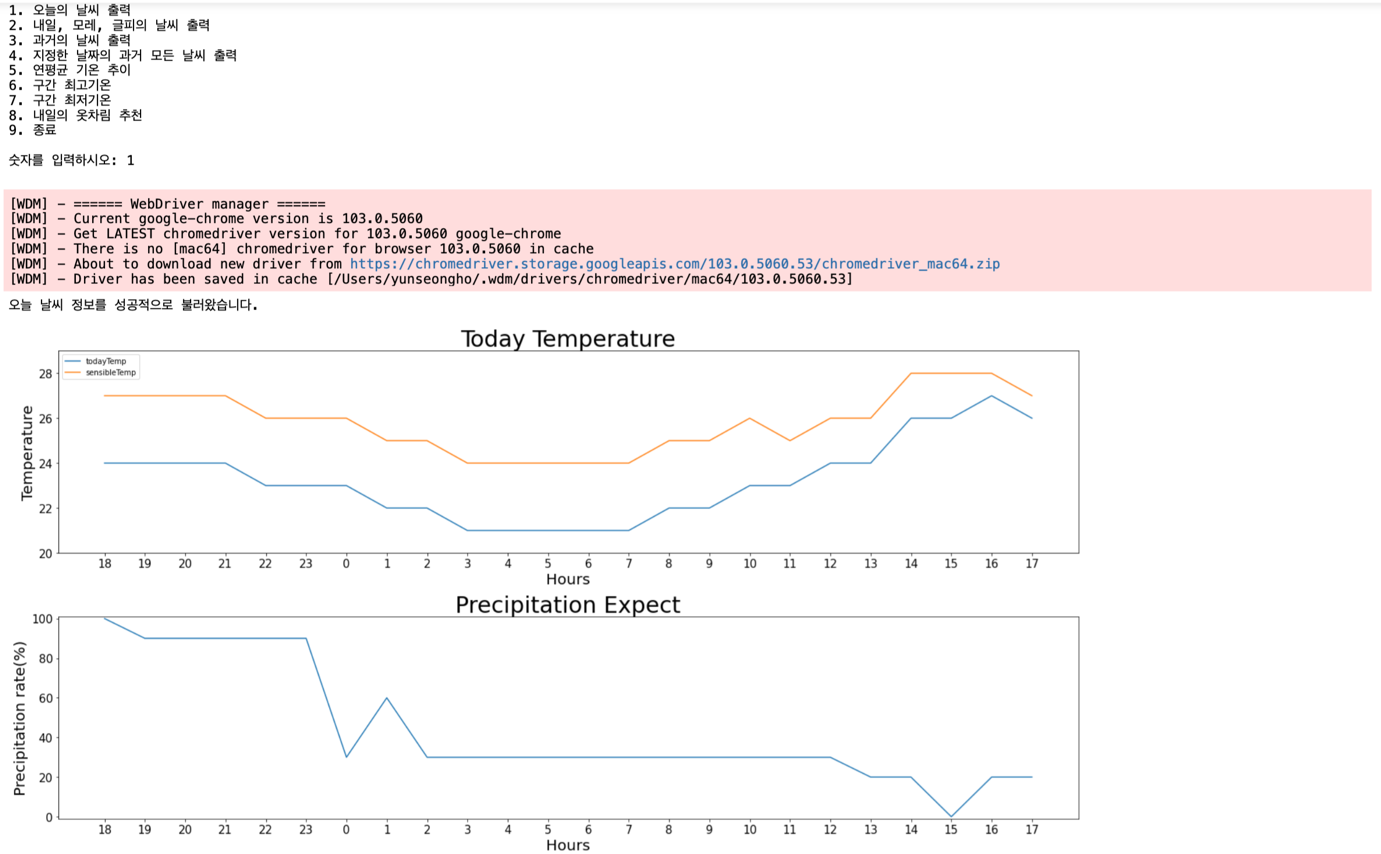 1. 오늘의 날씨 출력
2. 내일, 모레, 글피의 날씨 출력
3. 과거의 날씨 출력
4. 지정한 날짜의 과거 모든 날씨 출력
5. 연평균 기온 추이
6. 구간 최고기온
7. 구간 최저기온
8. 내일의 옷차림 추천
9. 종료
숫자를 입력하시오: 1
[WDM] - ====== WebDriver manager ======
[WDM] - Current google-chrome version is 103.0.5060
[WDM] - Get LATEST chromedriver version for 103.0.5060 google-chrome
[WDM] - There is no [mac64] chromedriver for browser 103.0.5060 in cache
[WDM] - About to download new driver from https://chromedriver.storage.googleapis.com/103.0.5060.53/chromedriver_mac64.zip
[WDM] - Driver has been saved in cache [/Users/yunseongho/.wdm/drivers/chromedriver/mac64/103.0.5060.53]
오늘 날씨 정보를 성공적으로 불러왔습니다.
Today Temperature
todayTemp
sensibleTemp
Temperature
28
26
24
22
20
18 19 20 21 22 23 0 1 2 3 4 5 6 7 8 9 10 11 12 13 14 15 16 17
Hours
Precipitation Expect
Precipitation rate(%)
100
80
60
40
20
0
18 19 20 21 22 23 0 1 2 3 4 5 6 7 8 9 10 11 12 13 14 15 16 17
Hours